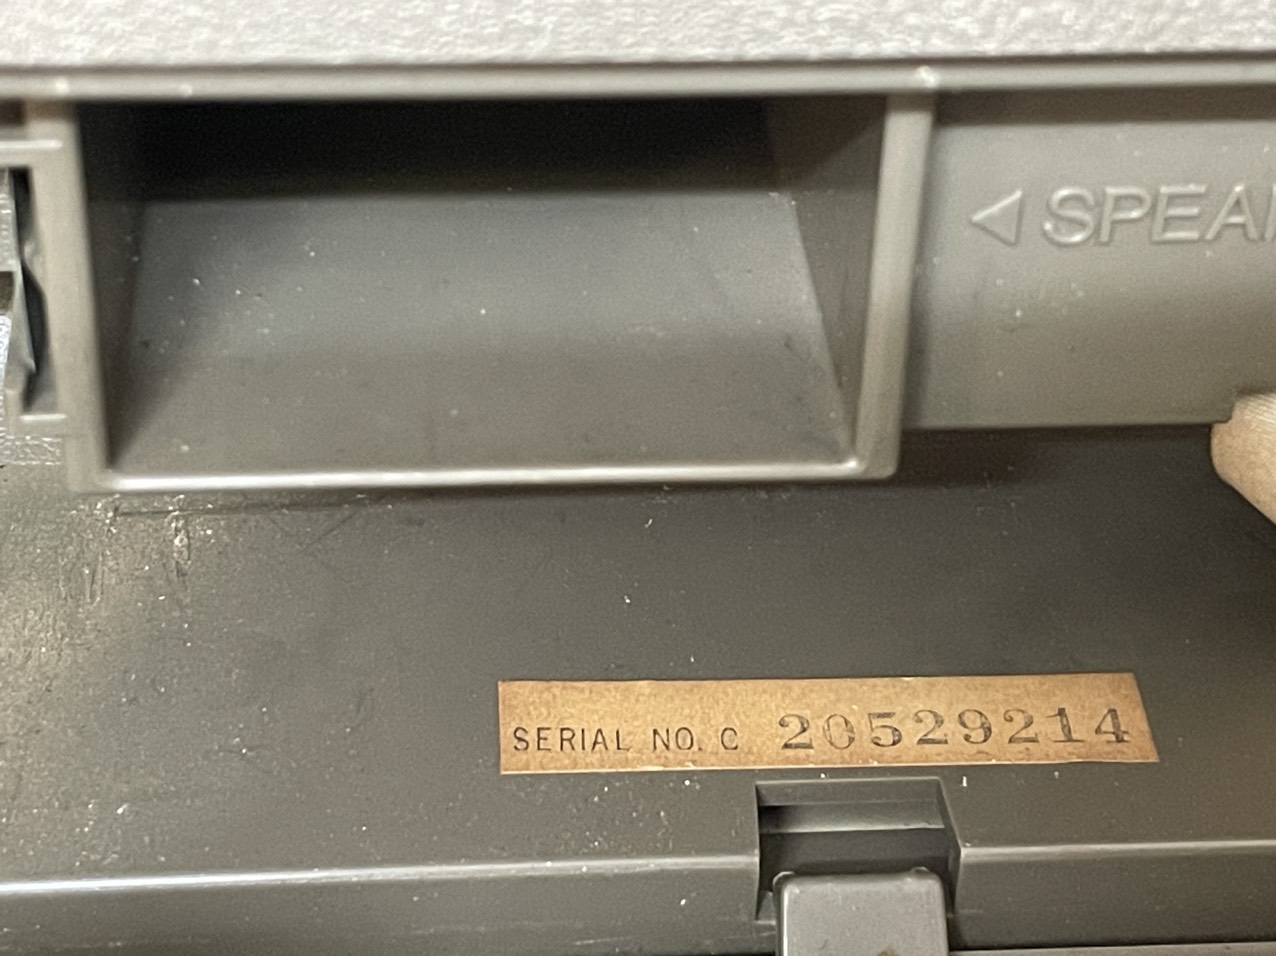 ◁ SPEA
SERIAL NO. C 20529214